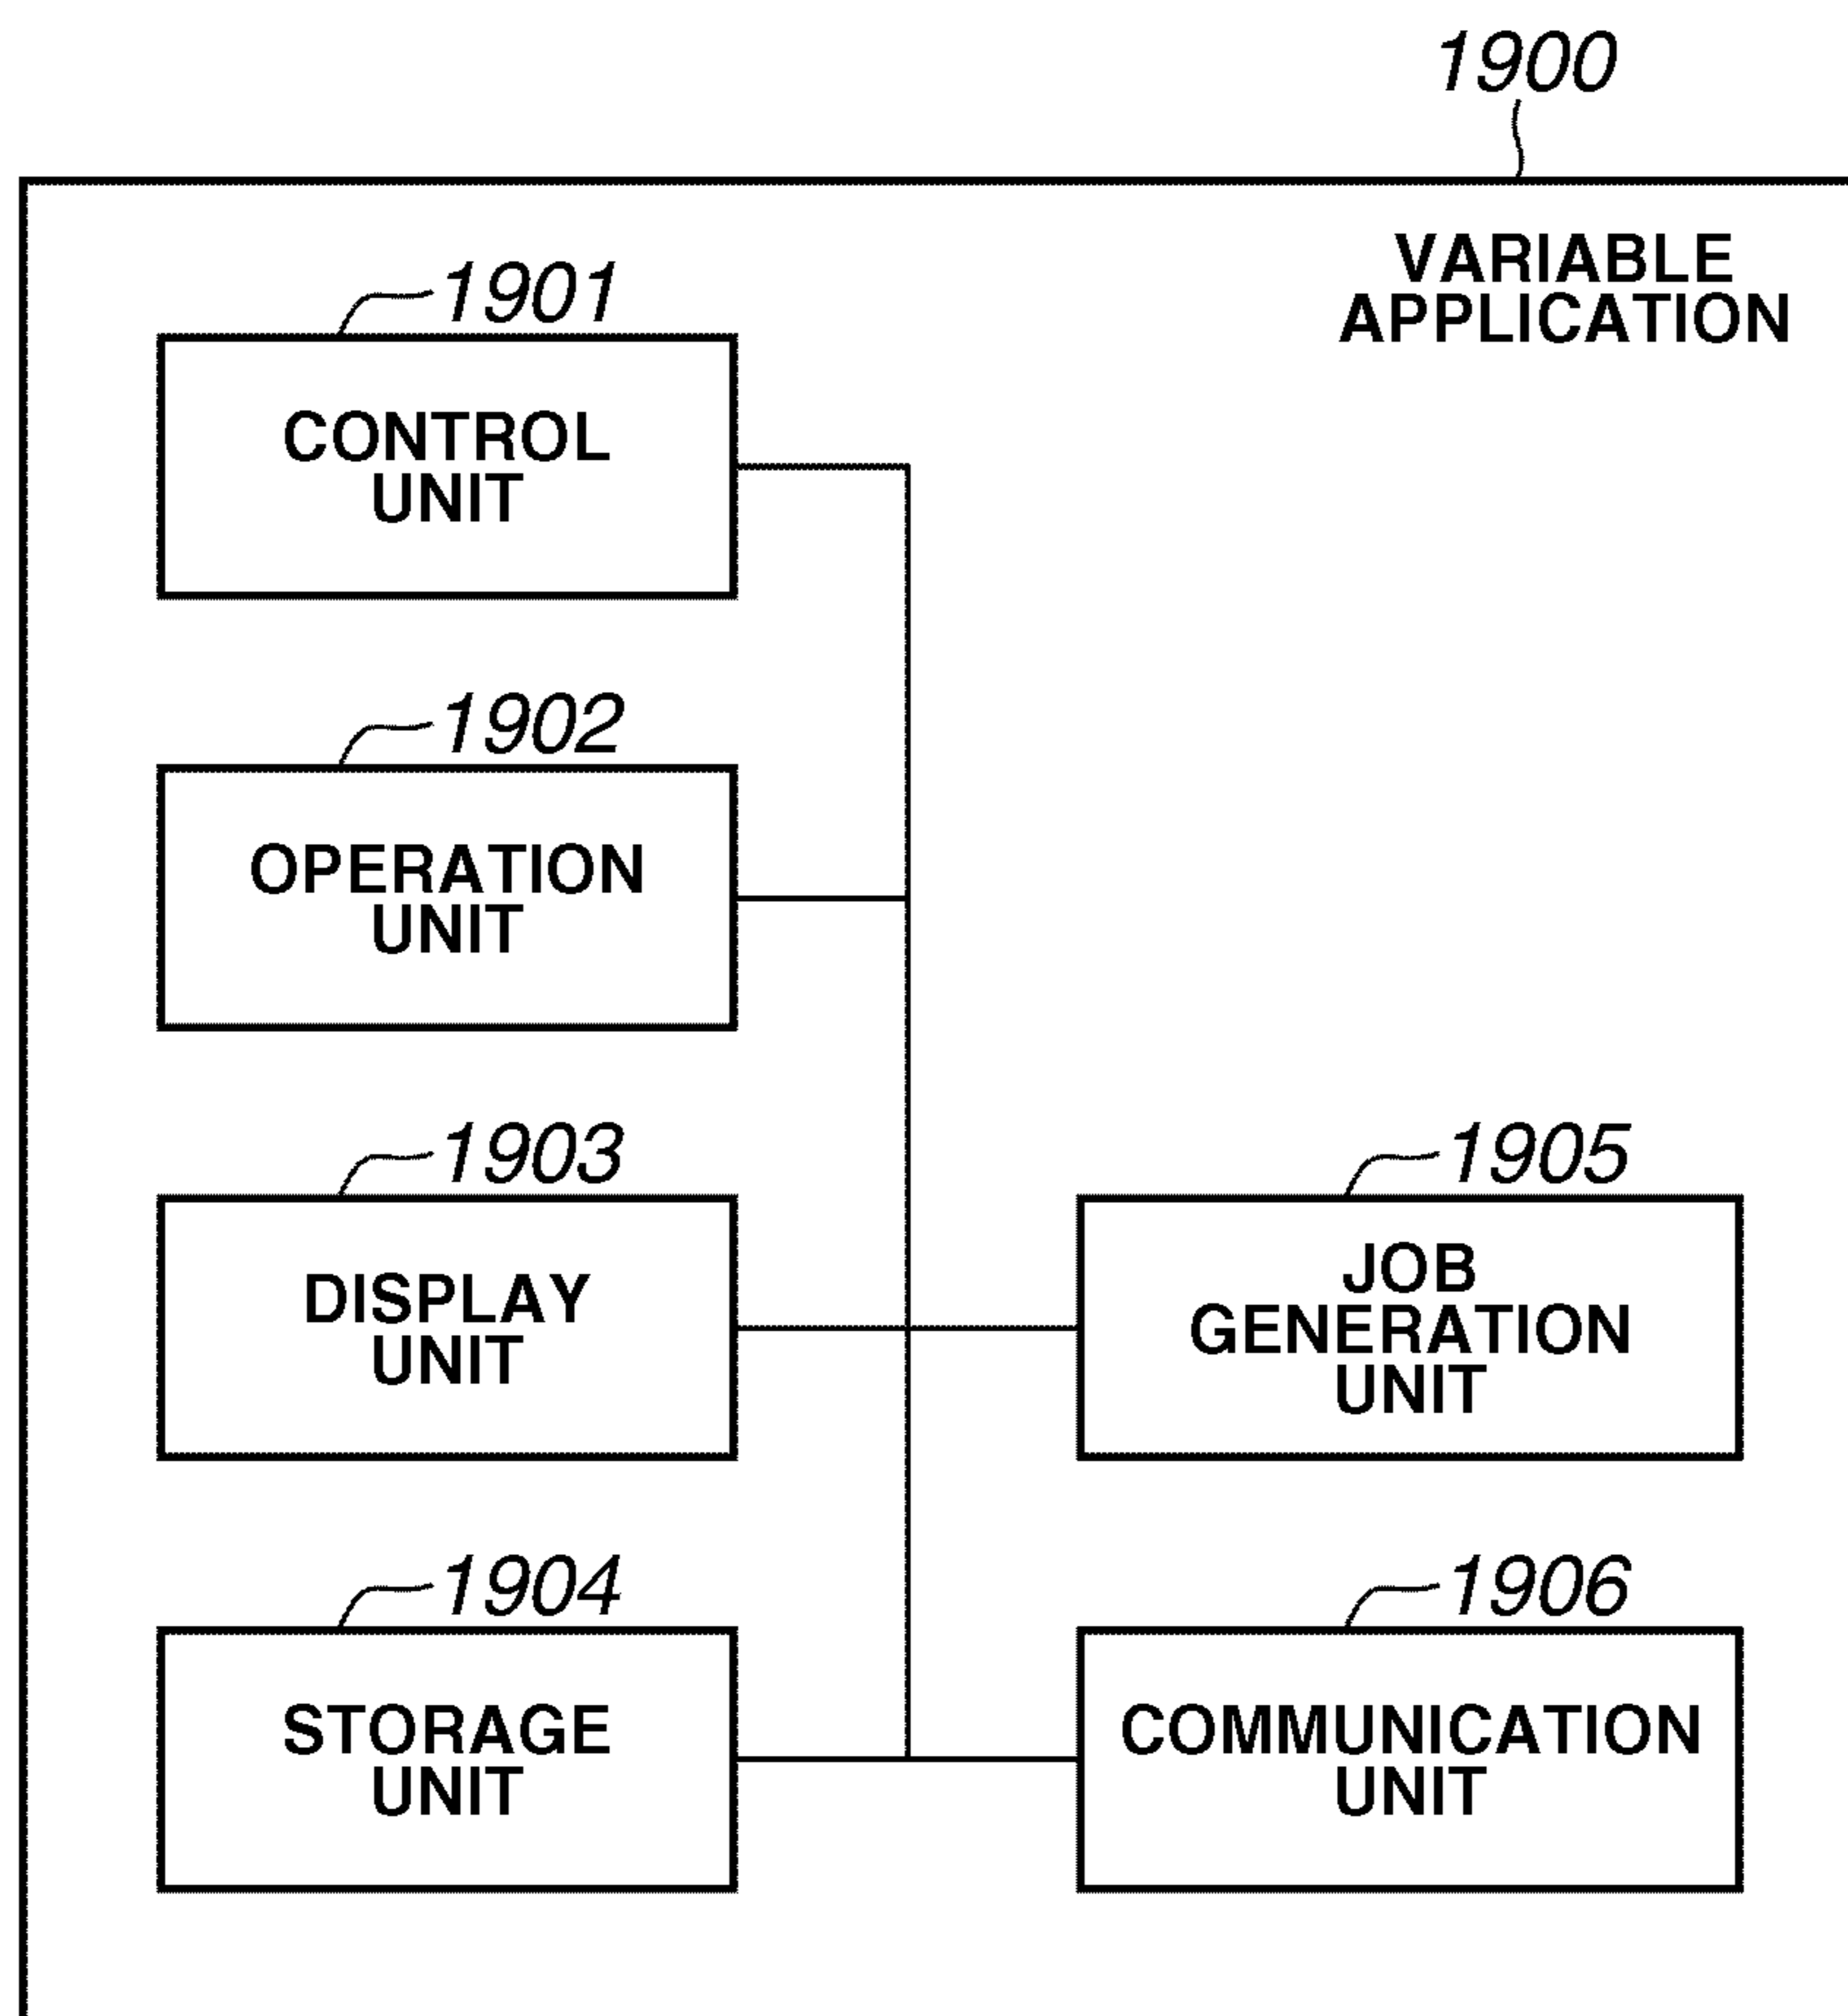 1900
VARIABLE
APPLICATION
1901
CONTROL
UNIT
1902
OPERATION
UNIT
1903
DISPLAY
UNIT
1905
JOB
GENERATION
UNIT
1904
STORAGE
UNIT
1906
COMMUNICATION
UNIT